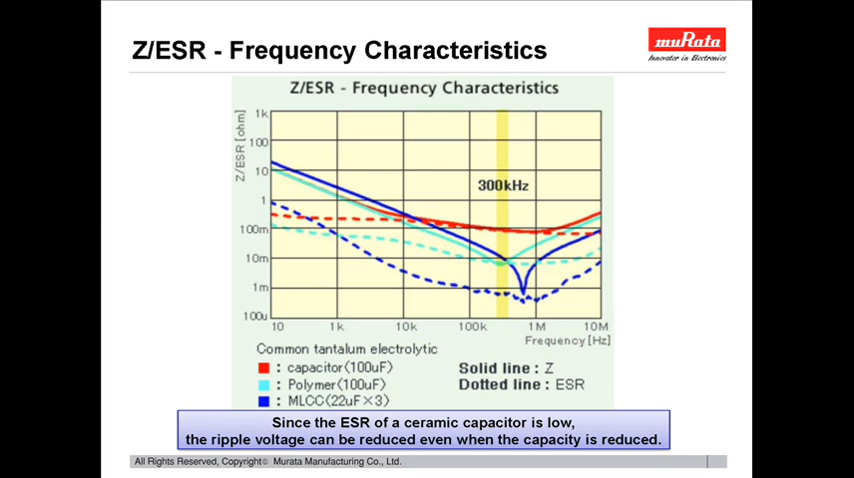 Z/ESR - Frequency Characteristics
muRata
Innovator in Electronics
Z/ESR - Frequency Characteristics
Z/ESR [ohm]
1k
100
10
1
100m
10m
1m
100u
300kHz
10 1k 10k 100k 1M 10M
Frequency [Hz]
Common tantalum electrolytic
: capacitor(100uF)
: Polymer(100uF)
: MLCC(22uF×3)
Solid line : Z
Dotted line : ESR
Since the ESR of a ceramic capacitor is low,
the ripple voltage can be reduced even when the capacity is reduced.
All Rights Reserved, Copyright© Murata Manufacturing Co., Ltd.